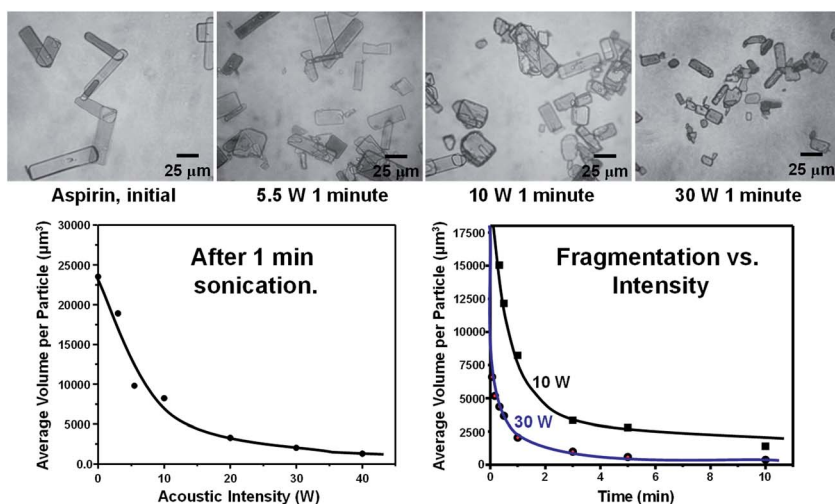 25 μm
25 μm
25 μm
25 μm
Aspirin, initial
5.5 W 1 minute
10 W 1 minute
30 W 1 minute
After 1 min
sonication.
Average Volume per Particle (μm³)
30000
25000
20000
15000
10000
5000
0.0
0
10
20
30
40
Acoustic Intensity (W)
Fragmentation vs.
Intensity
Average Volume per Particle (μm³)
17500
15000
12500
10000
7500
5000
2500
0
10 W
30 W
0
2
4
6
8
10
Time (min)